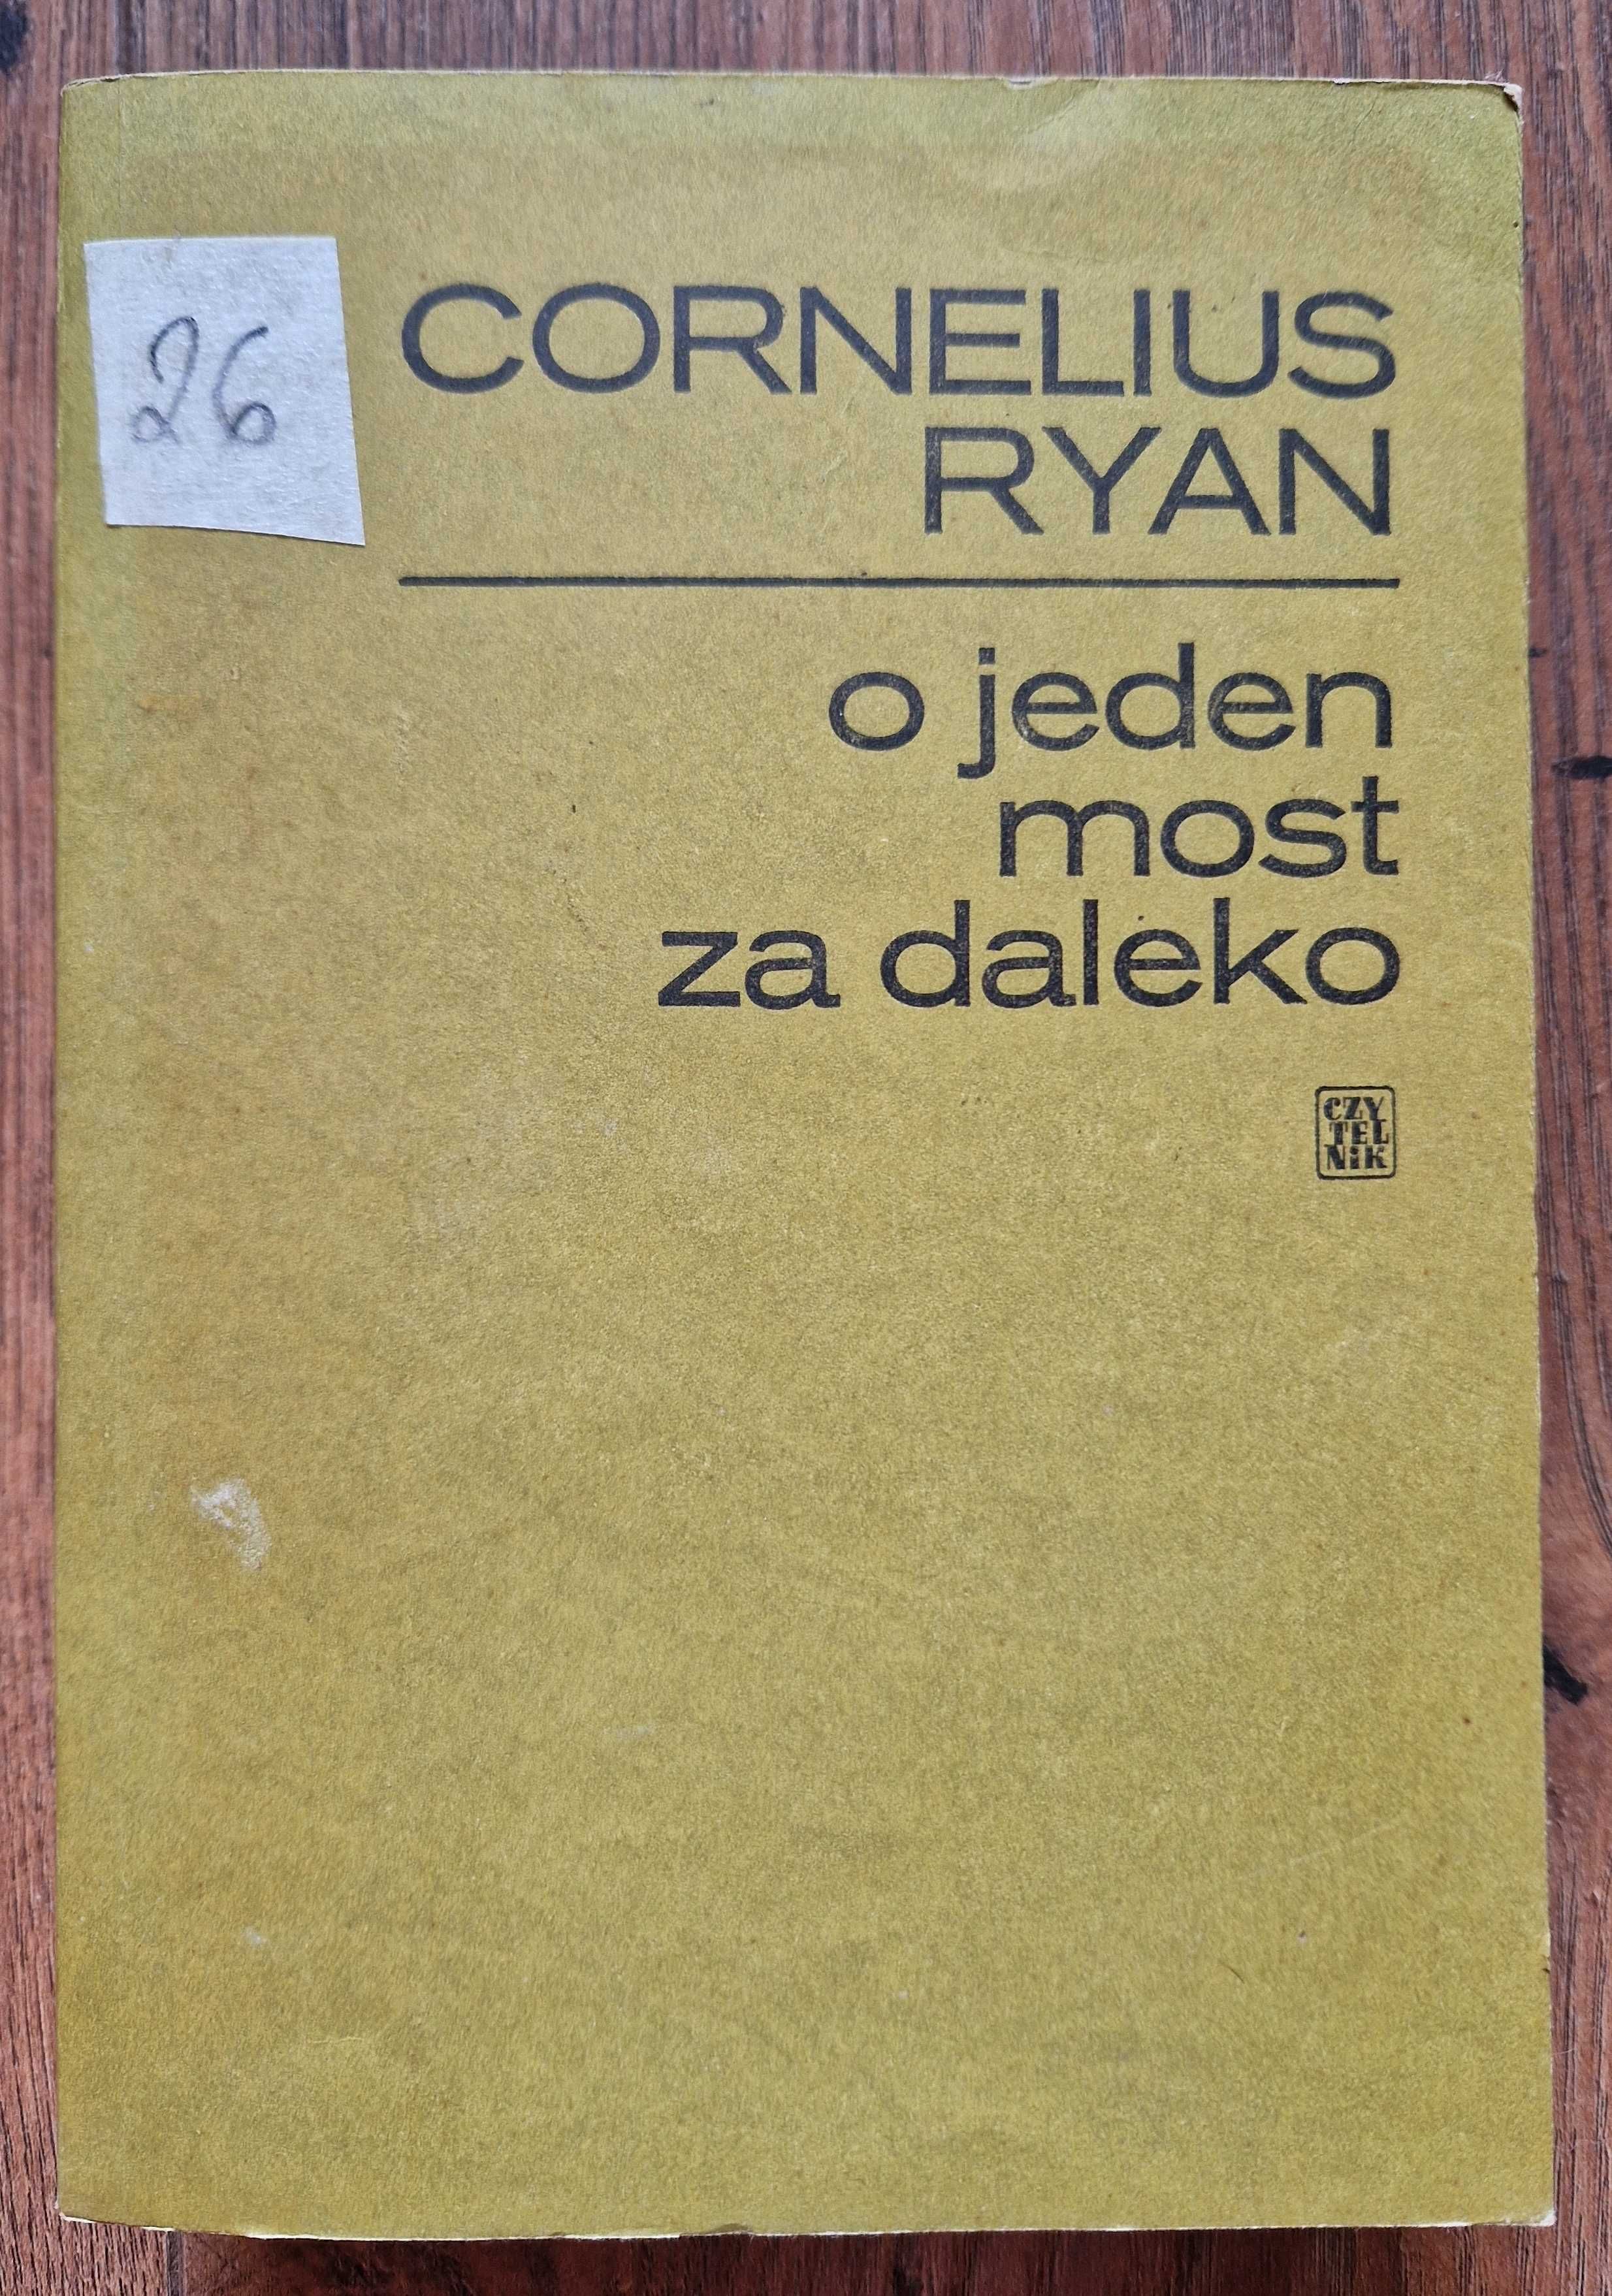 26
CORNELIUS
RYAN
o jeden
most
za daleko
CZY
TEL
NiK